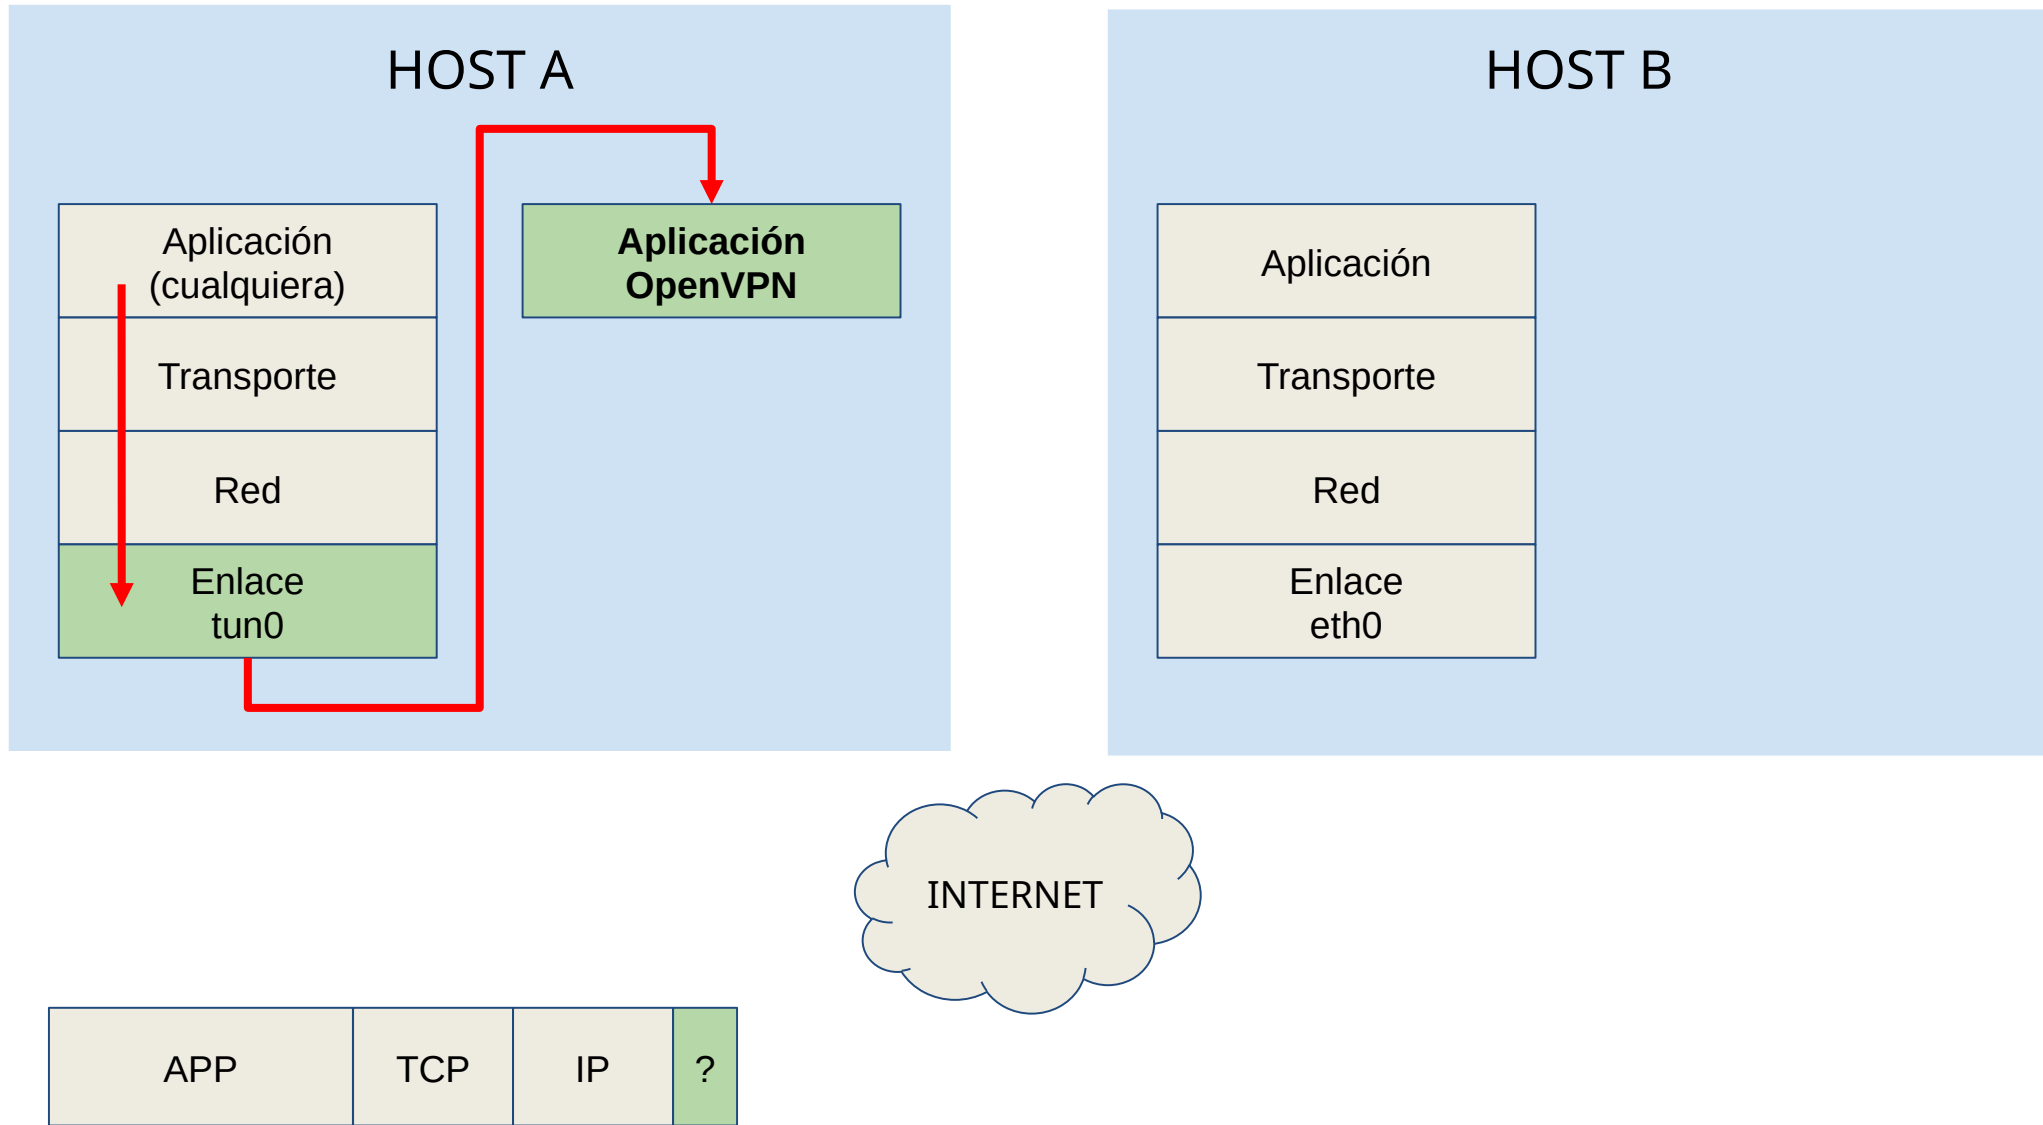 HOST A
Aplicación
(cualquiera)
Transporte
Red
Enlace
tun0
Aplicación
OpenVPN
HOST B
Aplicación
Transporte
Red
Enlace
eth0
INTERNET
APP
TCP
IP
?